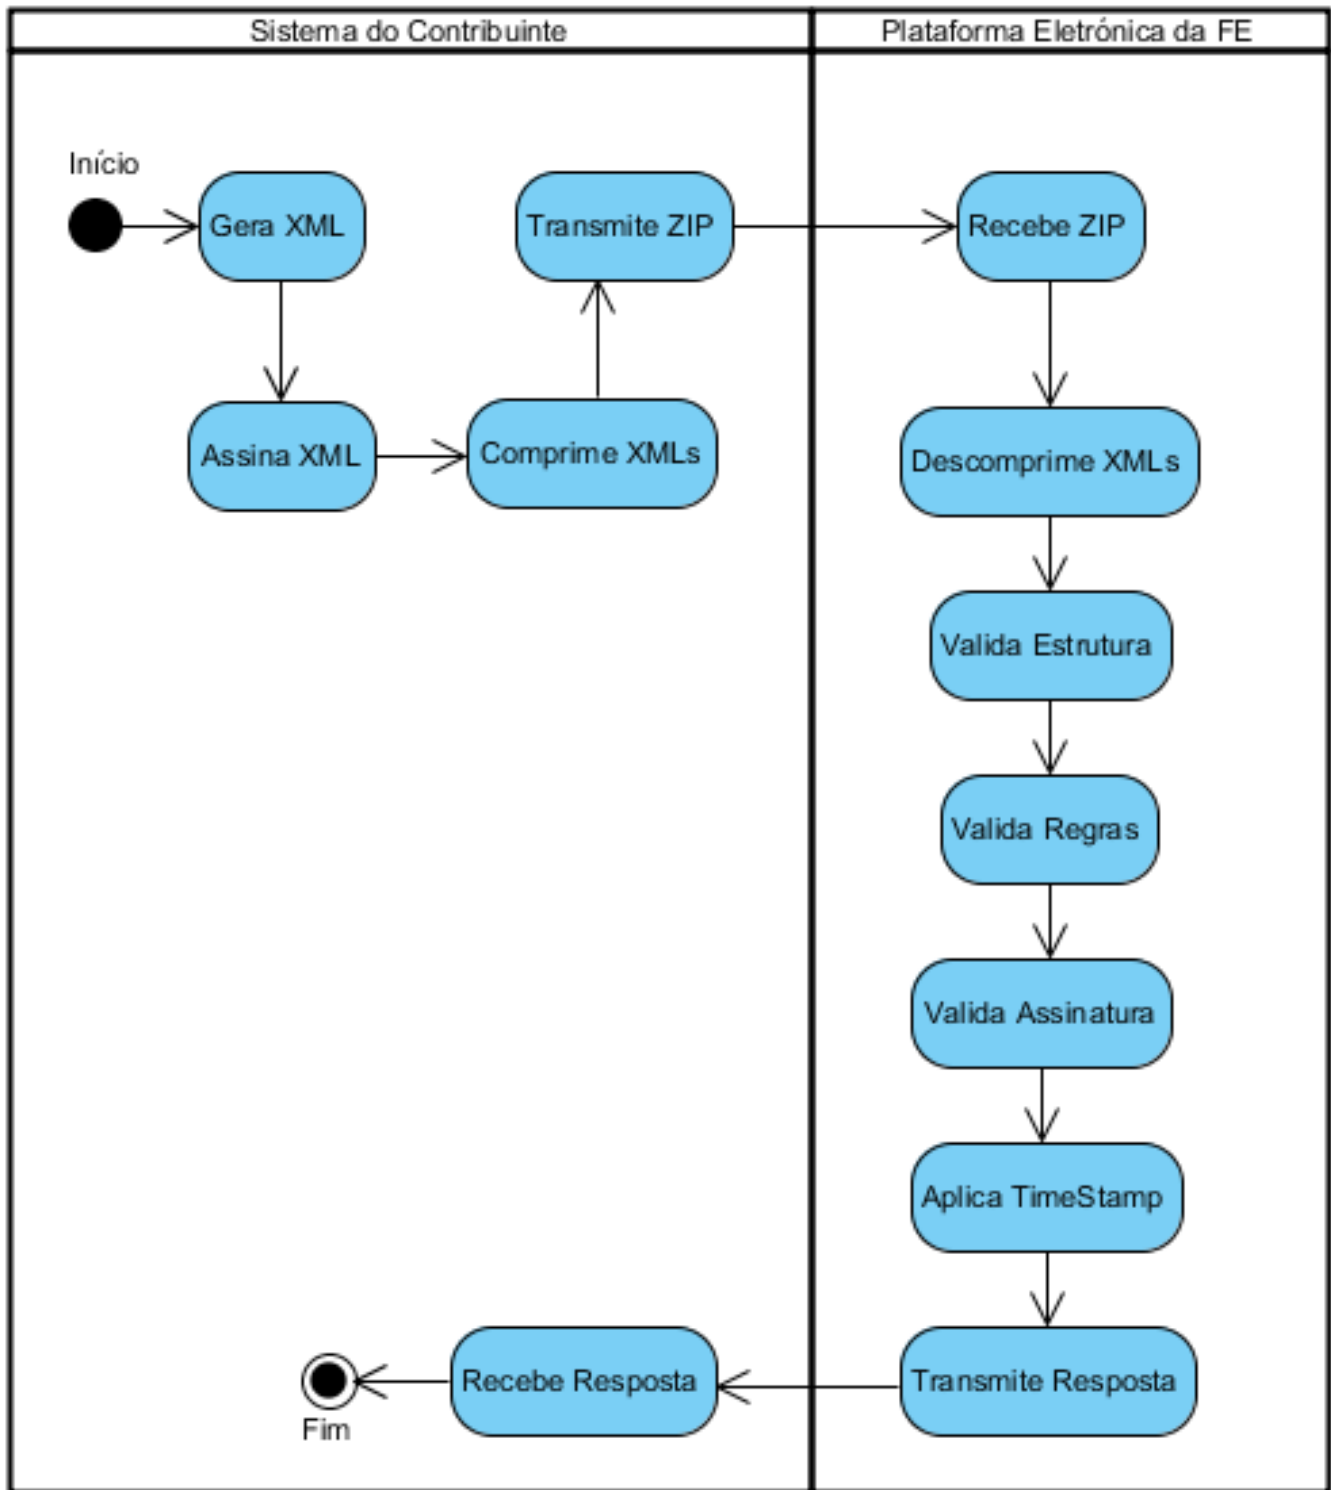 Sistema do Contribuinte
Plataforma Eletrónica da FE
Início
Gera XML
Transmite ZIP
Recebe ZIP
Assina XML
Comprime XMLs
Descomprime XMLs
Valida Estrutura
Valida Regras
Valida Assinatura
Aplica TimeStamp
Recebe Resposta
Transmite Resposta
Fim